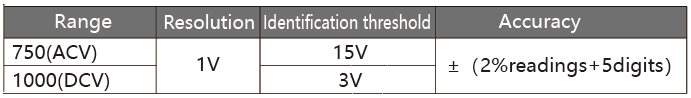 Range Resolution Identification threshold Accuracy
750(ACV) 1V 15V ± (2%readings+5digits)
1000(DCV) 3V